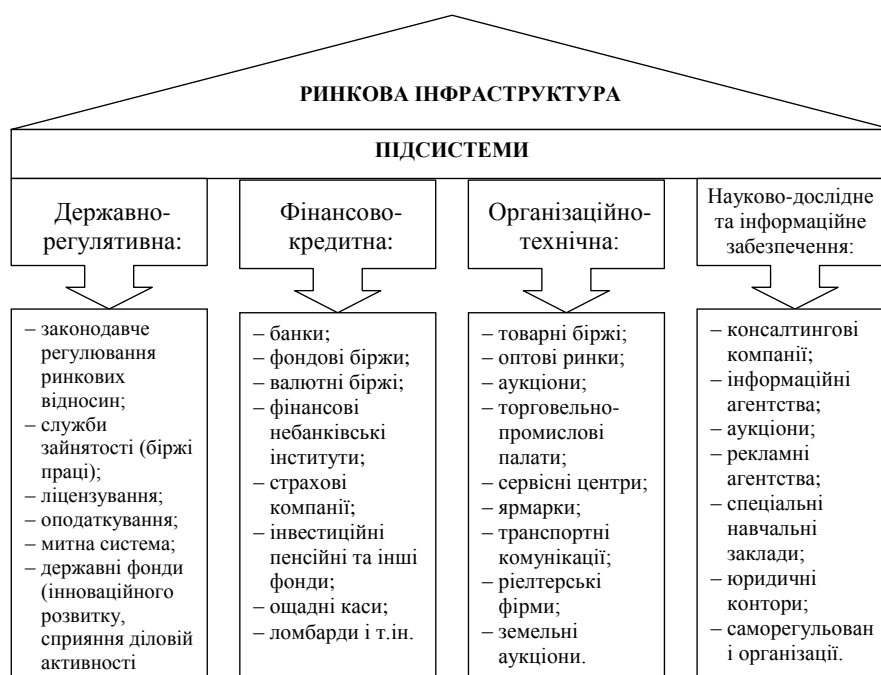 РИНКОВА ІНФРАСТРУКТУРА
ПІДСИСТЕМИ
Державно-
регулятивна:
– законодавче
регулювання
ринкових
відносин;
– служби
зайнятості (біржі
праці);
– ліцензування;
– оподаткування;
– митна система;
– державні фонди
(інноваційного
розвитку,
сприяння діловій
активності
Фінансово-
кредитна:
– банки;
– фондові біржи;
– валютні біржі;
– фінансові
небанківські
інститути;
– страхові
компанії;
– інвестиційні
пенсійні та інші
фонди;
– ощадні каси;
– ломбарди і т.ін.
Організаційно-
технічна:
– товарні біржі;
– оптові ринки;
– аукціони;
– торговельно-
промислові
палати;
– сервісні центри;
– ярмарки;
– транспортні
комунікації;
– ріелтерські
фірми;
– земельні
аукціони.
Науково-дослідне
та інформаційне
забезпечення:
– консалтингові
компанії;
– інформаційні
агентства;
– аукціони;
– рекламні
агентства;
– спеціальні
навчальні
заклади;
– юридичні
контори;
– саморегульован
і організації.